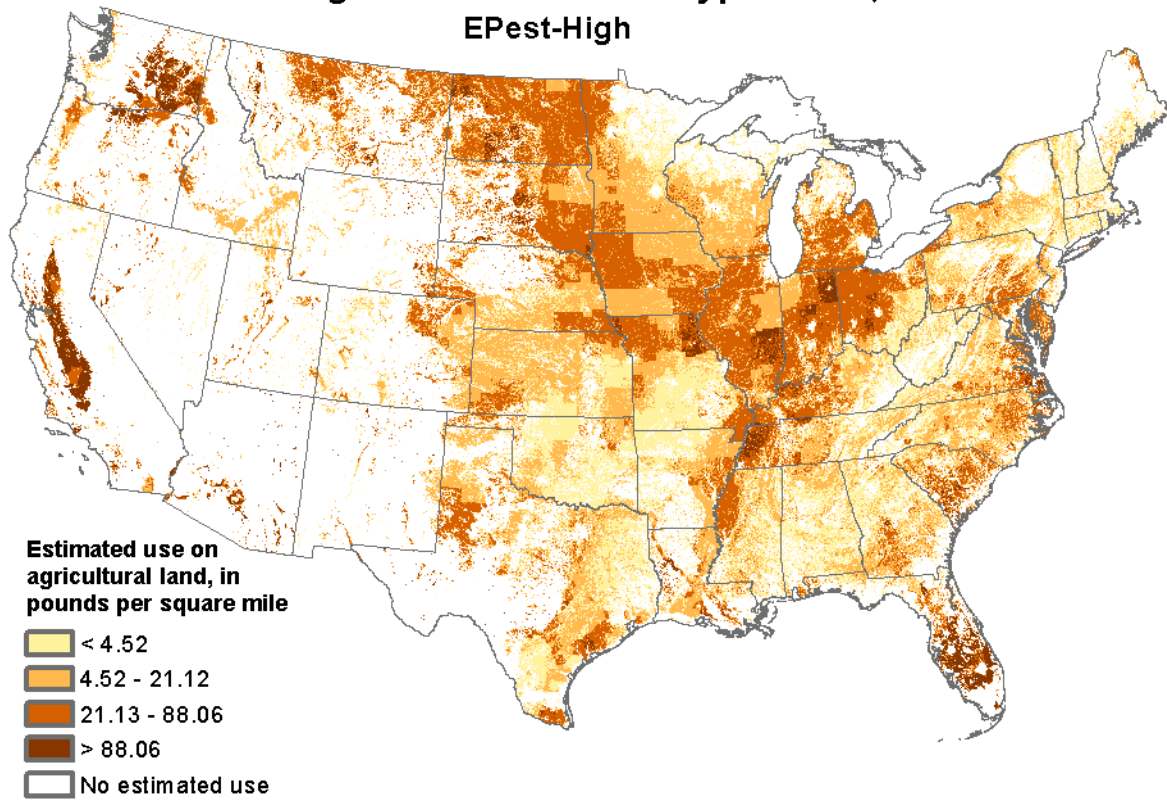 EPest-High
Estimated use on
agricultural land, in
pounds per square mile
< 4.52
4.52 - 21.12
21.13 - 88.06
> 88.06
No estimated use